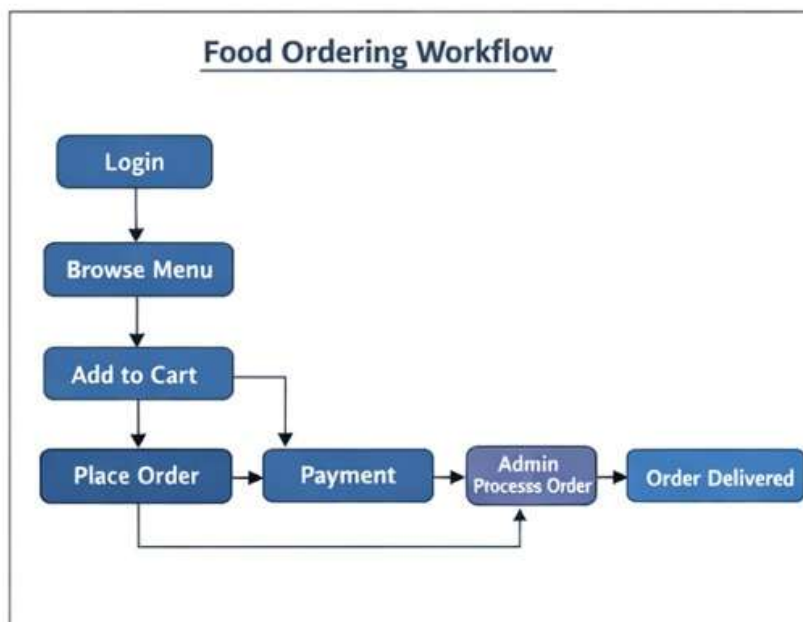 Food Ordering Workflow
Login
Browse Menu
Add to Cart
Place Order
Payment
Admin
Processs Order
Order Delivered